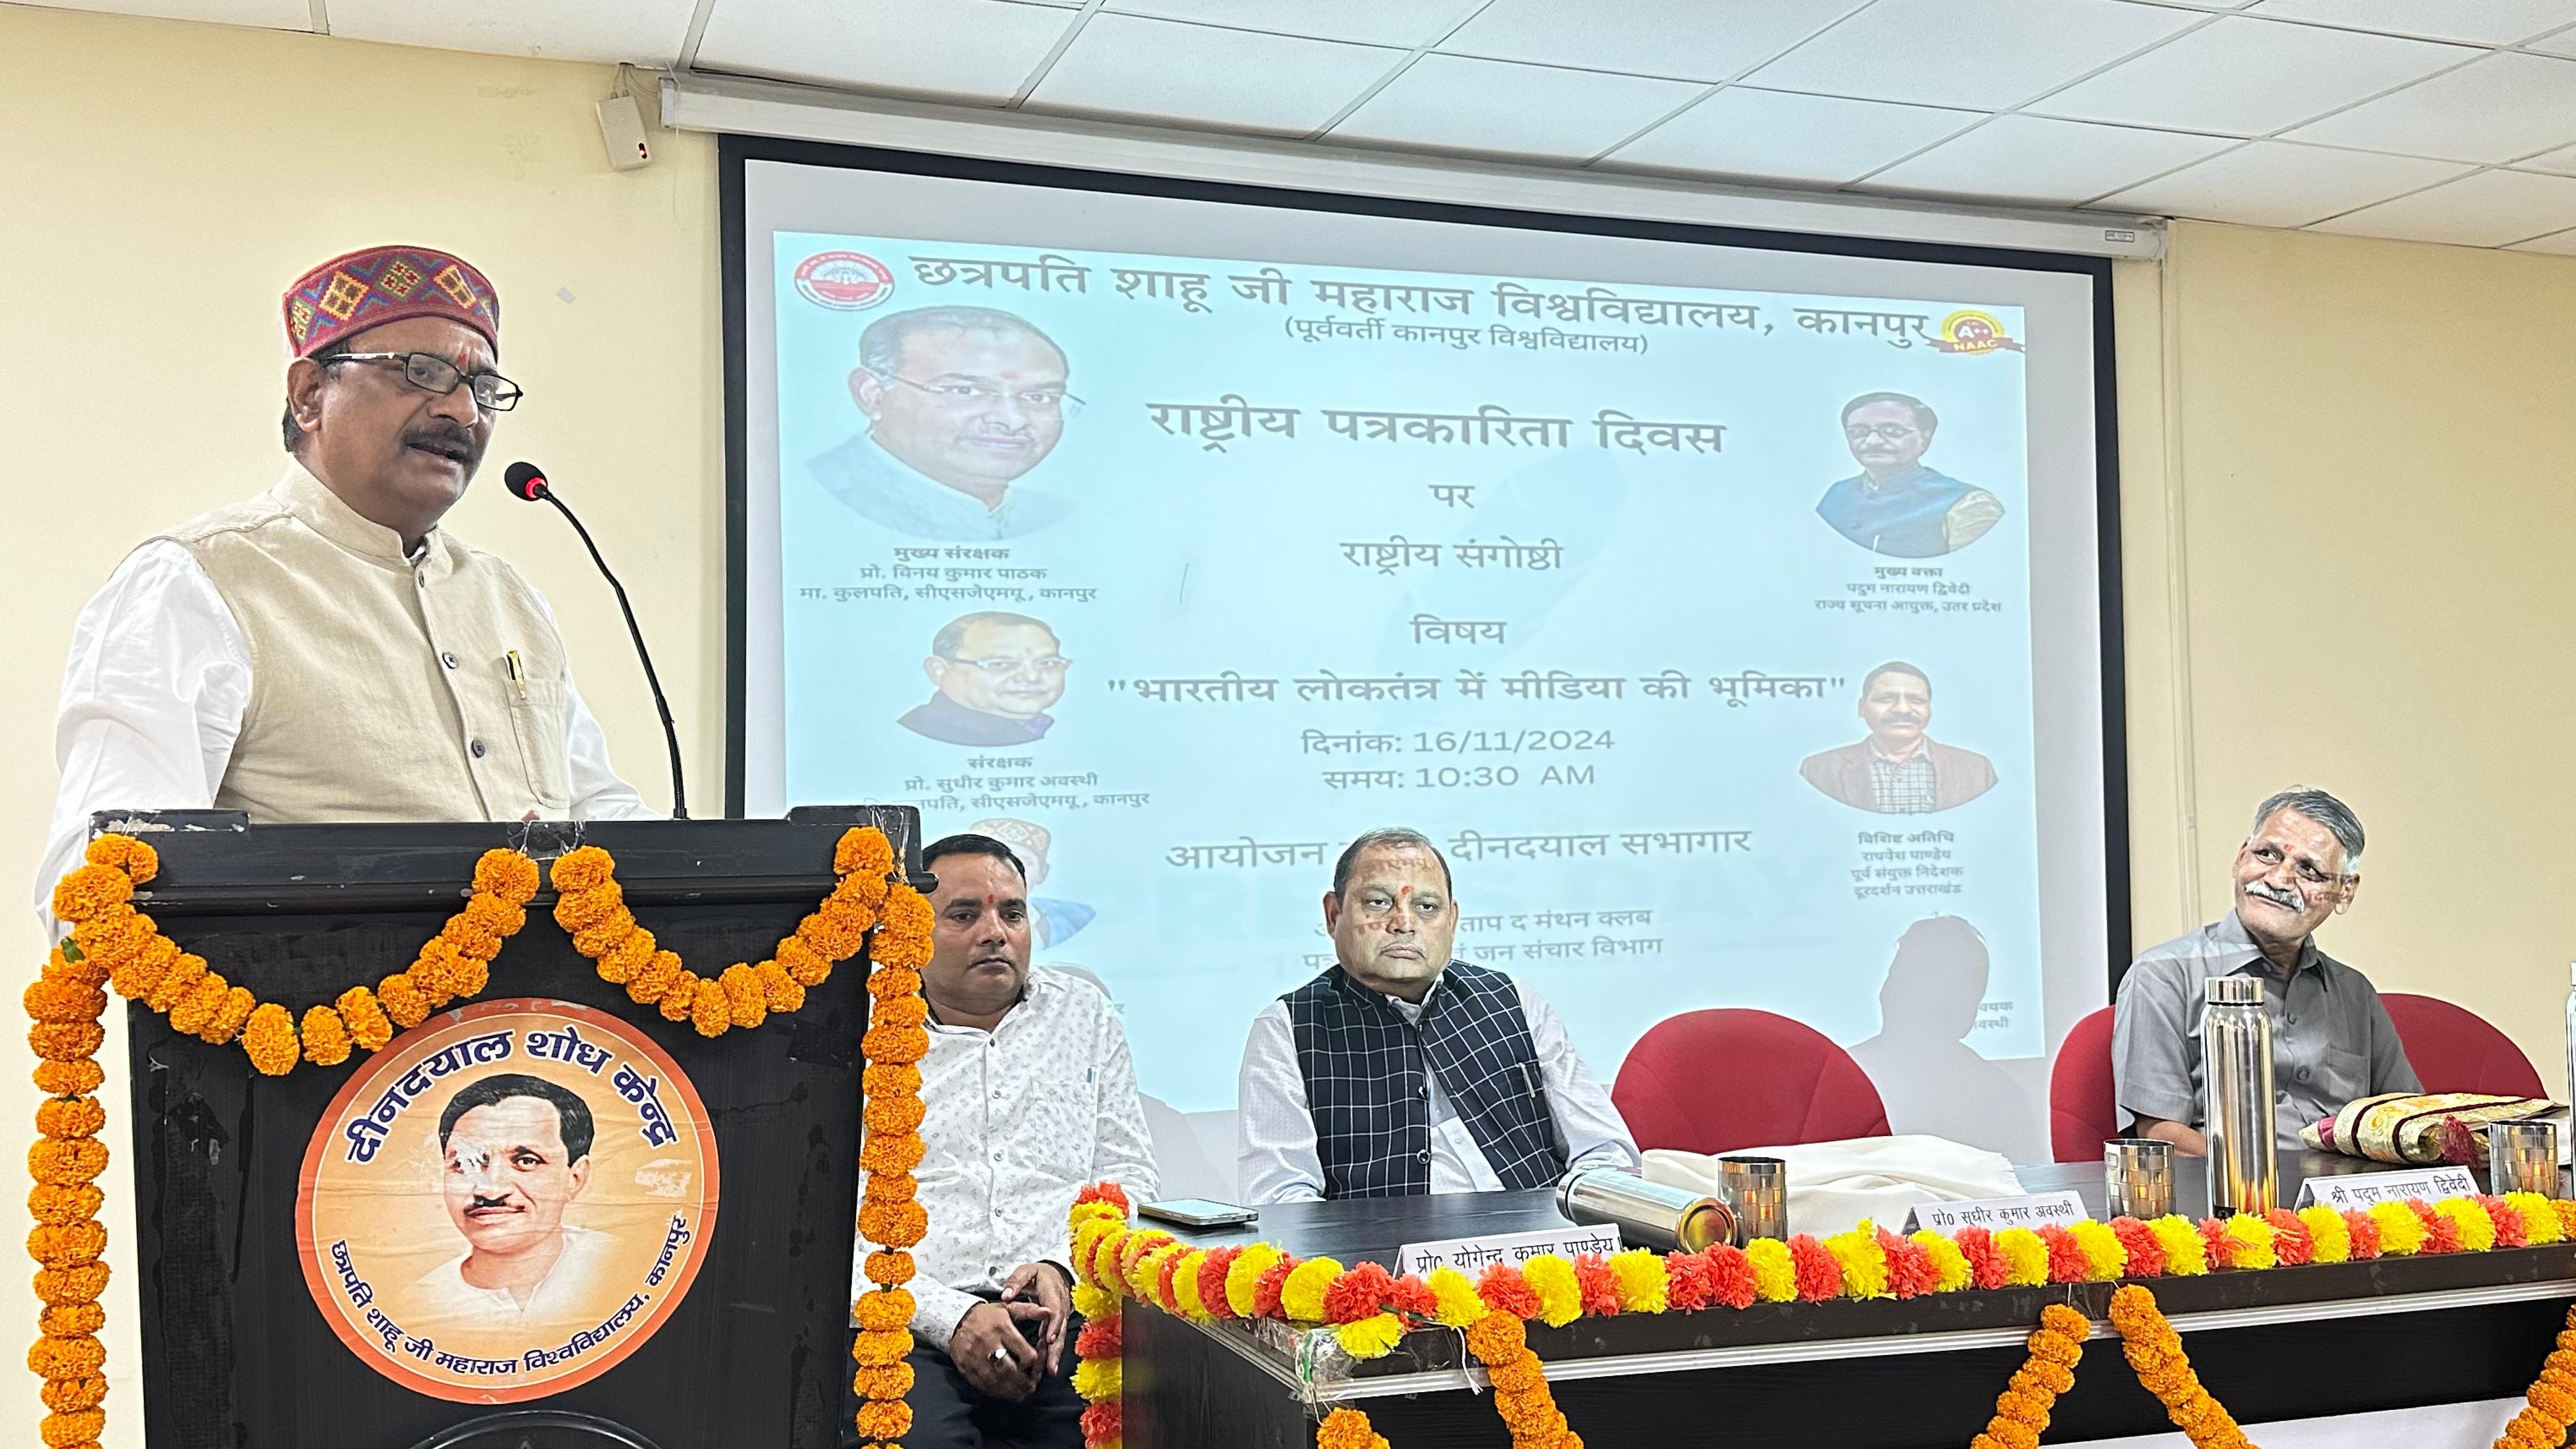 छत्रपति शाहू जी महाराज विश्वविद्यालय, कानपुर
(पूर्ववर्ती कानपुर विश्वविद्यालय)
A++
NAAC
राष्ट्रीय पत्रकारिता दिवस
पर
राष्ट्रीय संगोष्ठी
विषय
"भारतीय लोकतंत्र में मीडिया की भूमिका"
दिनांक: 16/11/2024
समय: 10:30 AM
आयोजन
दीनदयाल सभागार
ताप द मंथन क्लब
जन संचार विभाग
मुख्य संरक्षक
प्रो. विनय कुमार पाठक
मा. कुलपति, सीएसजेएमयू, कानपुर
संरक्षक
प्रो. सुधीर कुमार अवस्थी
पति, सीएसजेएमयू, कानपुर
मुख्य वक्ता
पदुम नारायण द्विवेदी
राज्य सूचना आयुक्त, उतर प्रदेश
विशिष्ट अतिथि
राघवेश पाण्डेय
पूर्व संयुक्त निदेशक
दूरदर्शन उत्तराखंड
दीनदयाल शोध केन्द्र
छत्रपति शाहू जी महाराज विश्वविद्यालय, कानपुर
प्रो० योगेन्द्र कुमार पाण्डेय
प्रो० सुधीर कुमार अवस्थी
श्री पदुम नारायण द्विवेदी